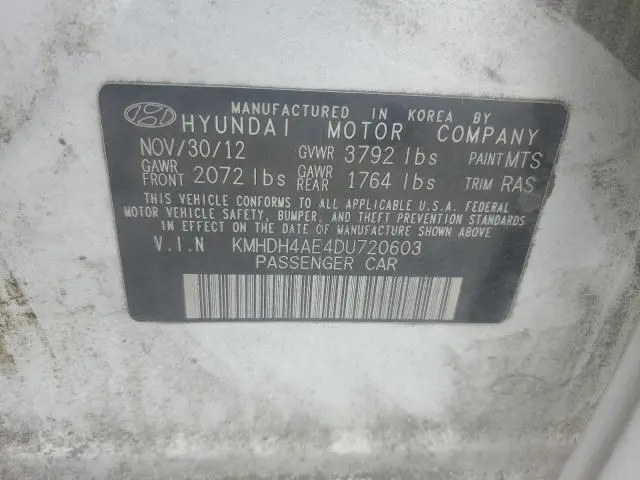 MANUFACTURED IN KOREA BY
HYUNDAI MOTOR COMPANY
NOV/30/12 GVWR 3792 lbs PAINT MTS
GAWR FRONT 2072 lbs GAWR REAR 1764 lbs TRIM RAS
THIS VEHICLE CONFORMS TO ALL APPLICABLE U.S.A. FEDERAL
MOTOR VEHICLE SAFETY, BUMPER, AND THEFT PREVENTION STANDARDS
IN EFFECT ON THE DATE OF MANUFACTURE SHOWN ABOVE
V.I.N KMHDH4AE4DU720603
PASSENGER CAR